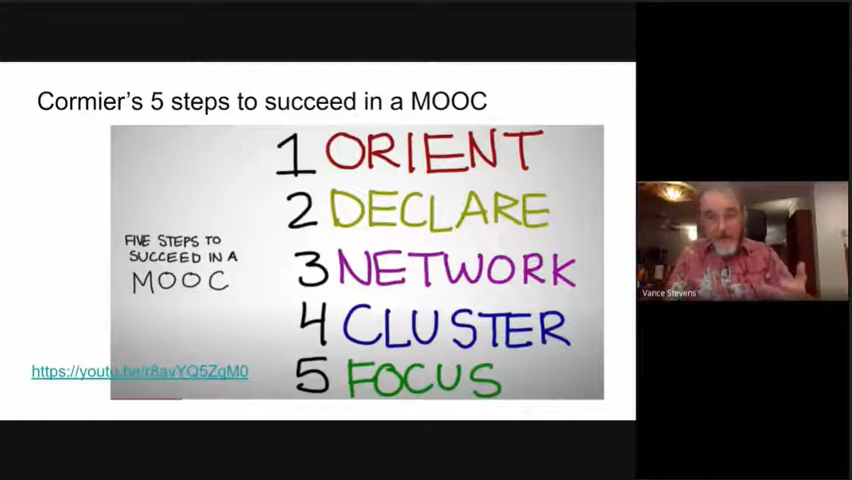 Cormier's 5 steps to succeed in a MOOC
FIVE STEPS TO
SUCCEED IN A
MOOC
1 ORIENT
2 DECLARE
3 NETWORK
4 CLUSTER
5 FOCUS
https://youtu.be/r8avYQ5ZqM0
Vance Stevens